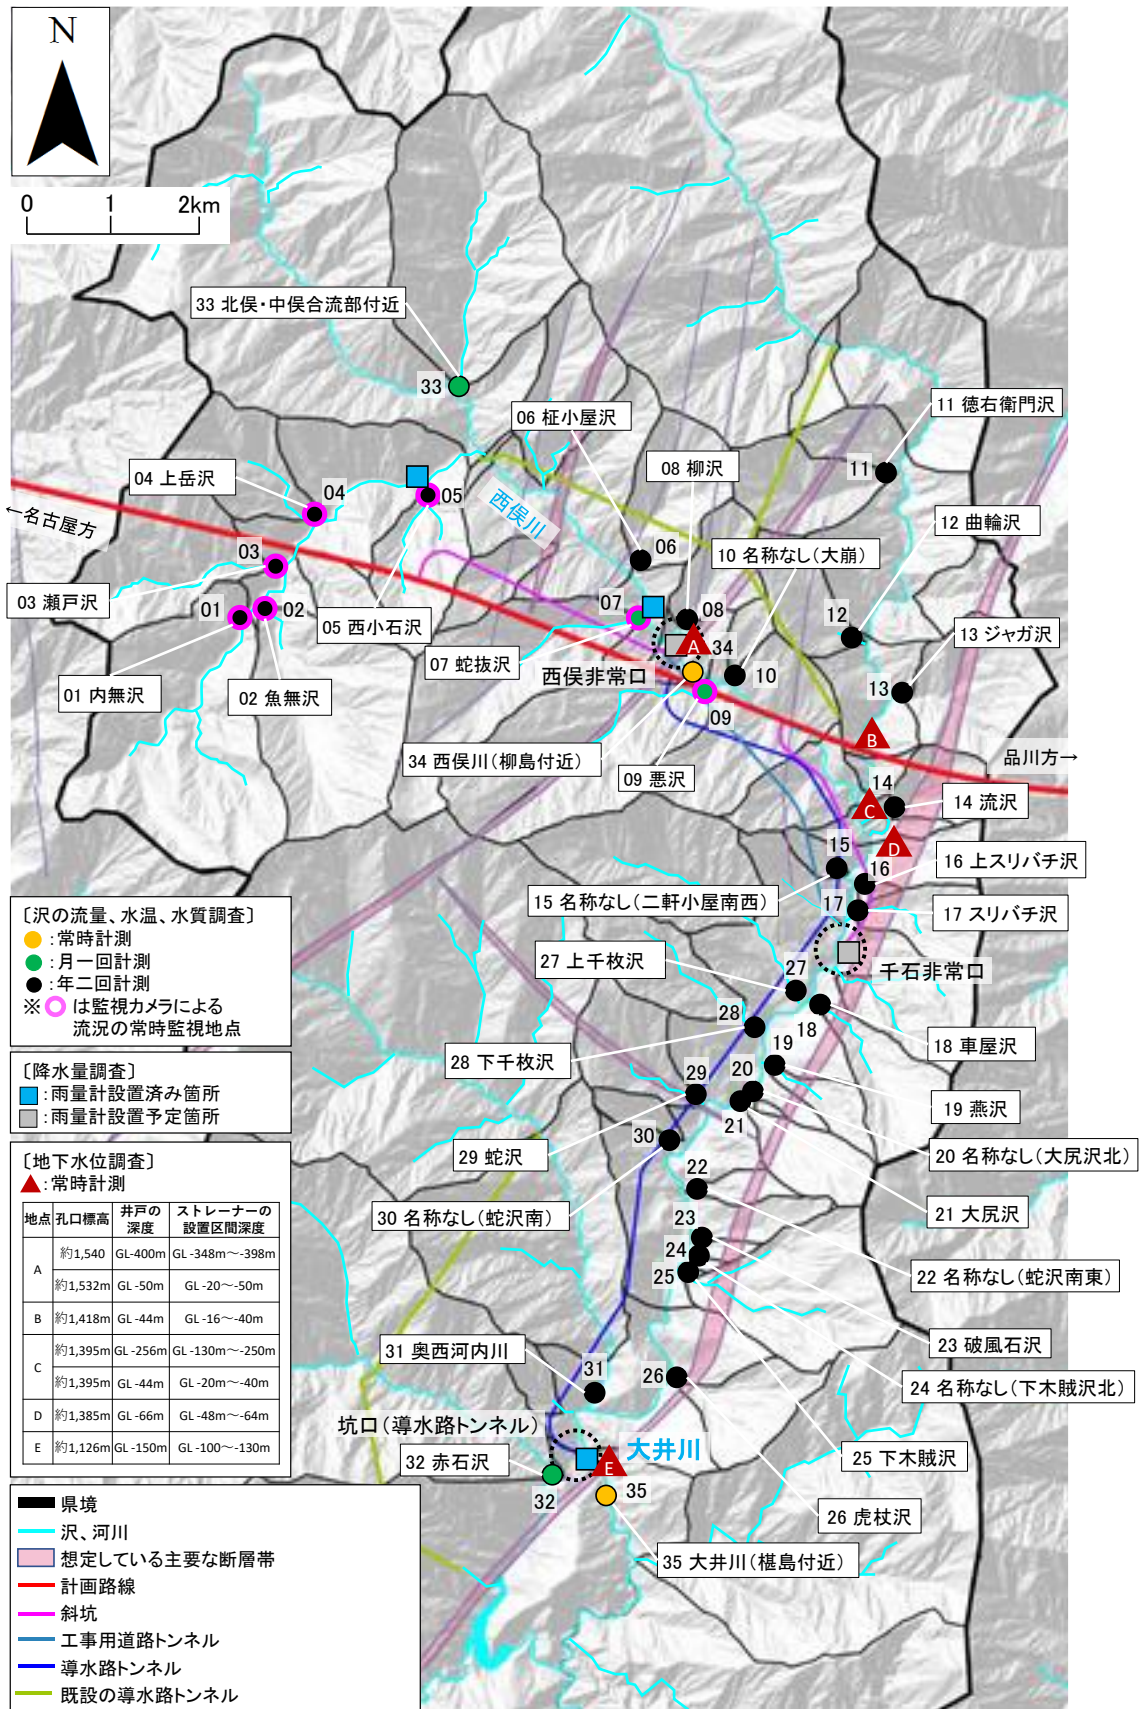 N
0 1 2km
33 北俣・中俣合流部付近
33
06 柾小屋沢
11 徳右衛門沢
08 柳沢
11
04 上岳沢
04
05
西俣川
←名古屋方
12 曲輪沢
06
10 名称なし(大崩)
03
03 瀬戸沢
01
02
05 西小石沢
07
08
12
13 ジャガ沢
07 蛇抜沢
A
34
西俣非常口
10
13
01 内無沢
02 魚無沢
09
B
34 西俣川(柳島付近)
品川方→
09 悪沢
14
C
14 流沢
D
15
16
16 上スリバチ沢
15 名称なし(二軒小屋南西)
17
17 スリバチ沢
27 上千枚沢
27
千石非常口
28
18
18 車屋沢
28 下千枚沢
19
29
20
19 燕沢
21
30
29 蛇沢
20 名称なし(大尻沢北)
22
30 名称なし(蛇沢南)
21 大尻沢
23
24
25
22 名称なし(蛇沢南東)
23 破風石沢
31 奥西河内川
31
26
24 名称なし(下木賊沢北)
坑口(導水路トンネル)
大井川
25 下木賊沢
32 赤石沢
E
32
35
26 虎杖沢
35 大井川(椹島付近)
〔沢の流量、水温、水質調査〕
:常時計測
:月一回計測
:年二回計測
※ は監視カメラによる
流況の常時監視地点
〔降水量調査〕
:雨量計設置済み箇所
:雨量計設置予定箇所
〔地下水位調査〕
:常時計測
地点 孔口標高 井戸の深度 ストレーナーの設置区間深度
A 約1,540 GL-400m GL -348m～-398m
約1,532m GL -50m GL -20～-50m
B 約1,418m GL -44m GL -16～-40m
C 約1,395m GL -256m GL -130m～-250m
約1,395m GL -44m GL -20m～-40m
D 約1,385m GL -66m GL -48m～-64m
E 約1,126m GL -150m GL -100～-130m
県境
沢、河川
想定している主要な断層帯
計画路線
斜坑
工事用道路トンネル
導水路トンネル
既設の導水路トンネル